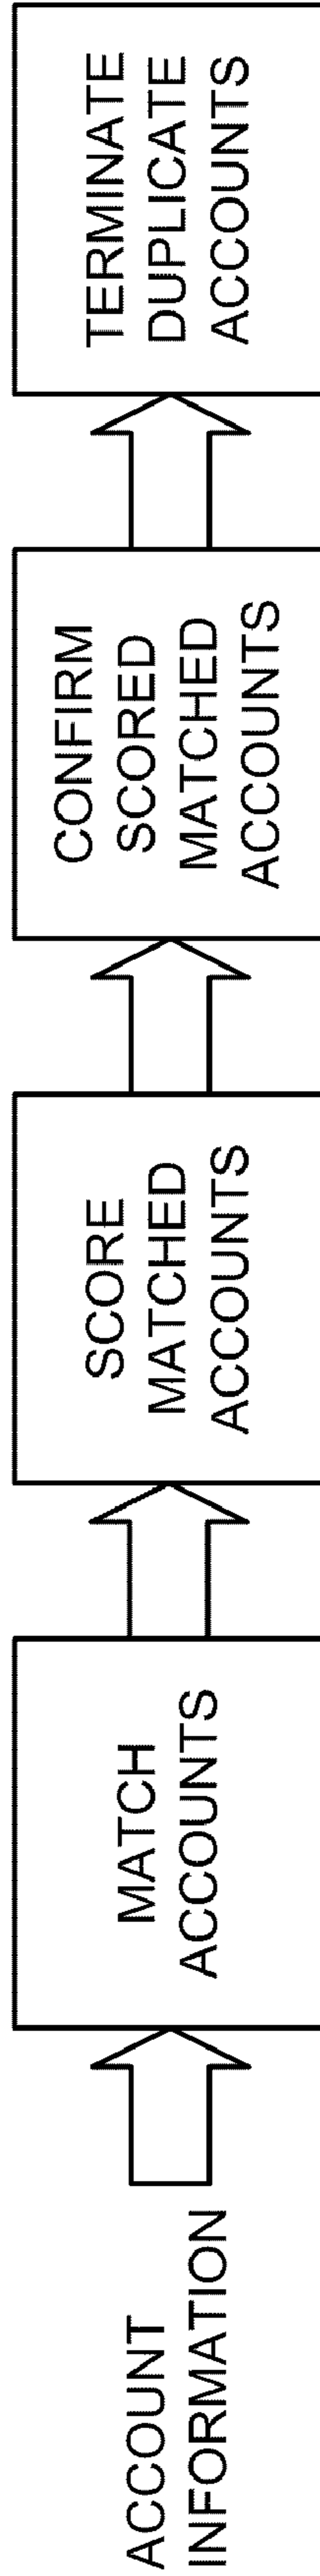 ACCOUNT
INFORMATION
MATCH
ACCOUNTS
SCORE
MATCHED
ACCOUNTS
CONFIRM
SCORED
MATCHED
ACCOUNTS
TERMINATE
DUPLICATE
ACCOUNTS